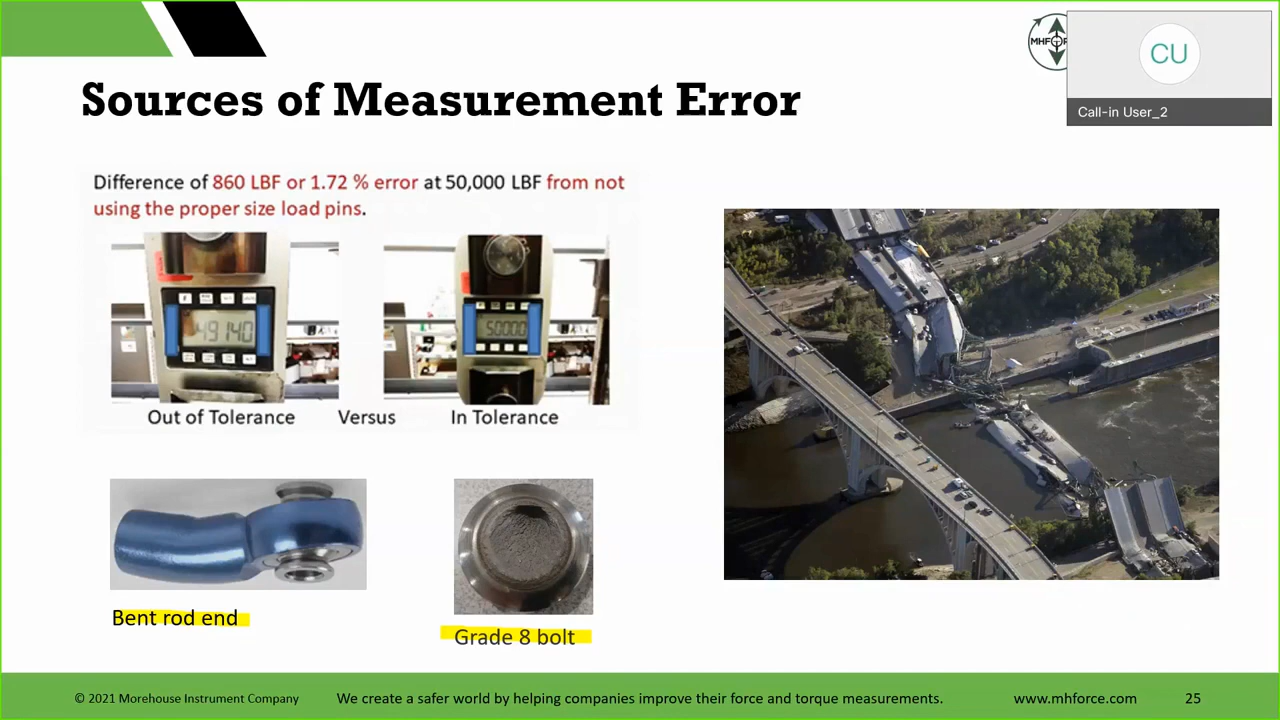 MHFOR
CU
Call-in User_2
Sources of Measurement Error
Difference of 860 LBF or 1.72 % error at 50,000 LBF from not
using the proper size load pins.
49140
50000
Out of Tolerance Versus In Tolerance
Bent rod end
Grade 8 bolt
© 2021 Morehouse Instrument Company We create a safer world by helping companies improve their force and torque measurements. www.mhforce.com 25